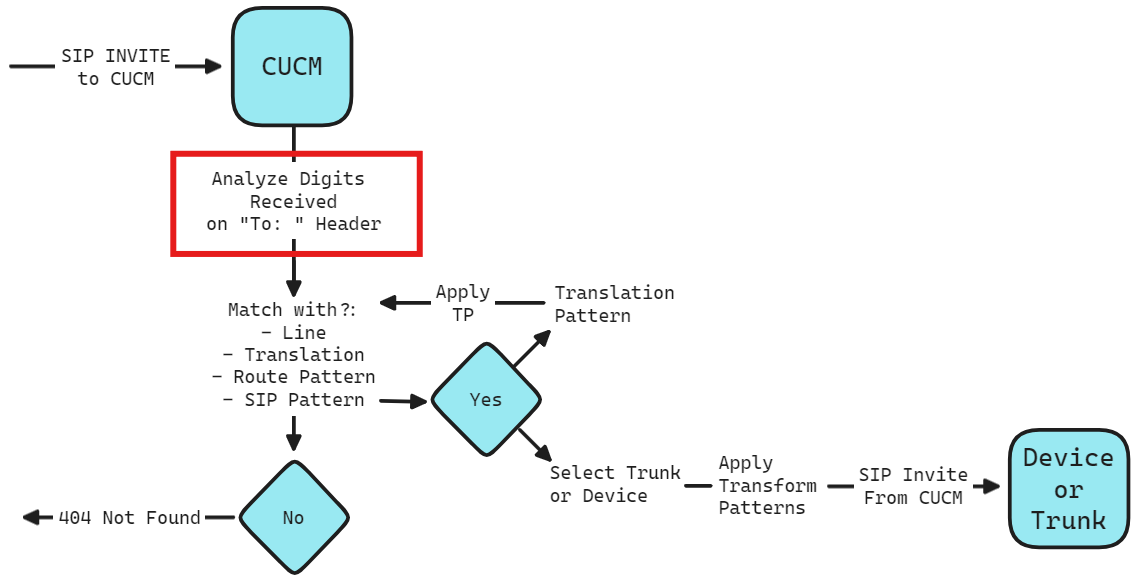 SIP INVITE
to CUCM
CUCM
Analyze Digits
Received
on "To: " Header
Match with?:
- Line
- Translation
- Route Pattern
- SIP Pattern
Apply
TP
Translation
Pattern
Yes
Select Trunk
or Device
Apply
Transform
Patterns
SIP Invite
From CUCM
Device
or
Trunk
No
404 Not Found